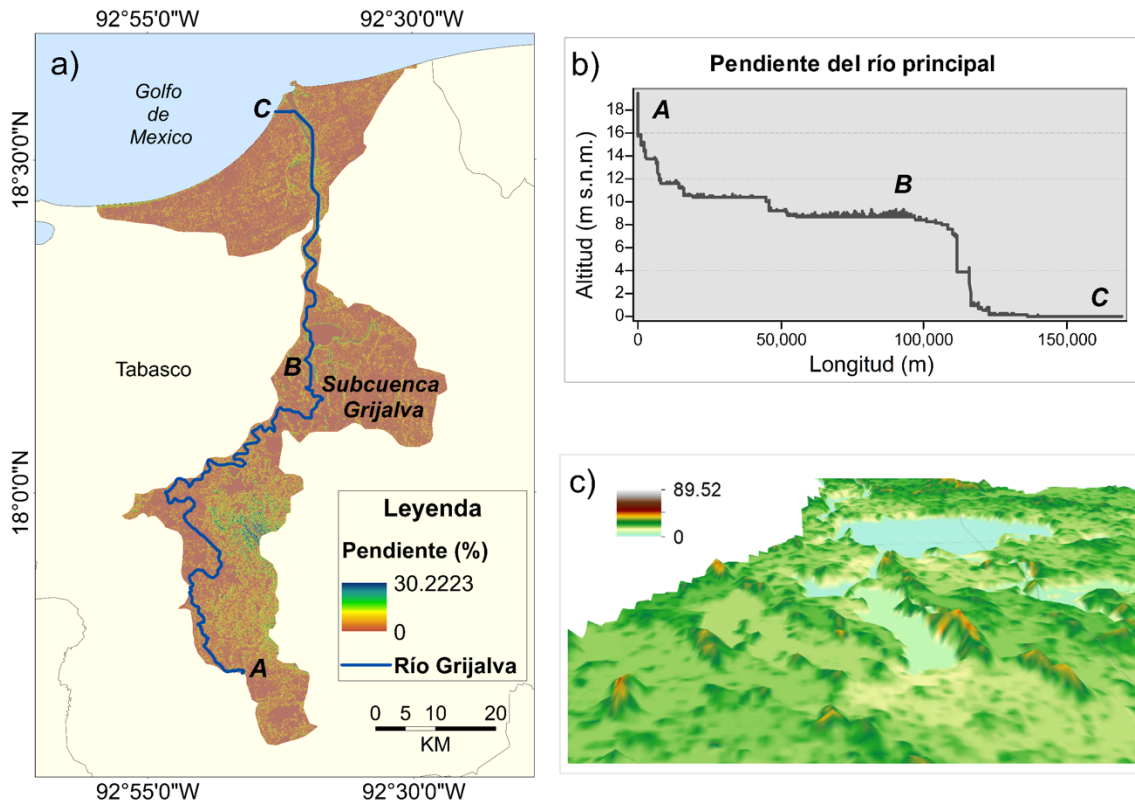 92°55'0"W
92°30'0"W
a)
Golfo
de
Mexico
C
18°30'0"N
Tabasco
B
Subcuenca
Grijalva
18°0'0"N
A
Leyenda
Pendiente (%)
30.2223
0
Río Grijalva
0 5 10 20
KM
92°55'0"W
92°30'0"W
b)
Pendiente del río principal
Altitud (m s.n.m.)
18
16
14
12
10
8
6
4
2
0
A
B
C
0
50,000
100,000
150,000
Longitud (m)
c)
89.52
0